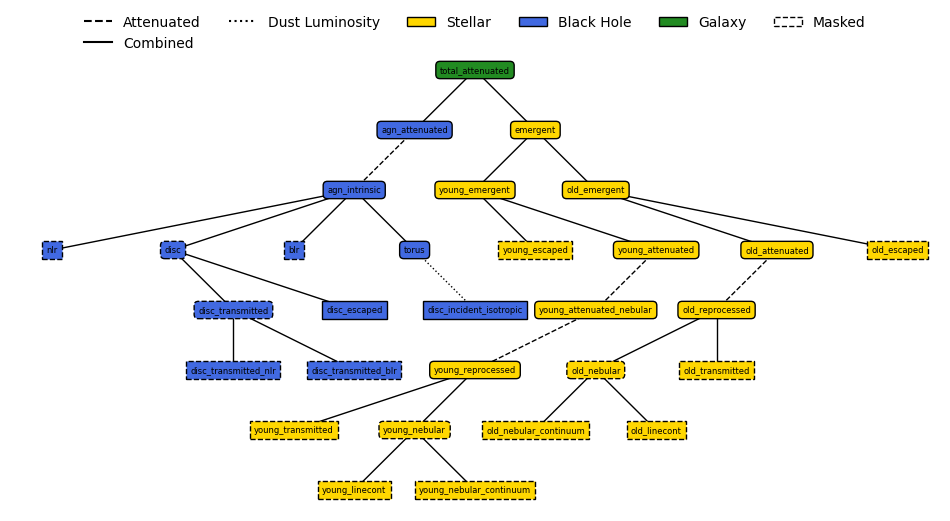 Attenuated Dust Luminosity Stellar Black Hole Galaxy Masked
Combined
total_attenuated
agn_attenuated emergent
agn_intrinsic young_emergent old_emergent
nlr disc blr torus young_escaped young_attenuated old_attenuated old_escaped
disc_transmitted disc_escaped disc_incident_isotropic young_attenuated_nebular old_reprocessed
disc_transmitted_nlr disc_transmitted_blr young_reprocessed old_nebular old_transmitted
young_transmitted young_nebular old_nebular_continuum old_linecont
young_linecont young_nebular_continuum